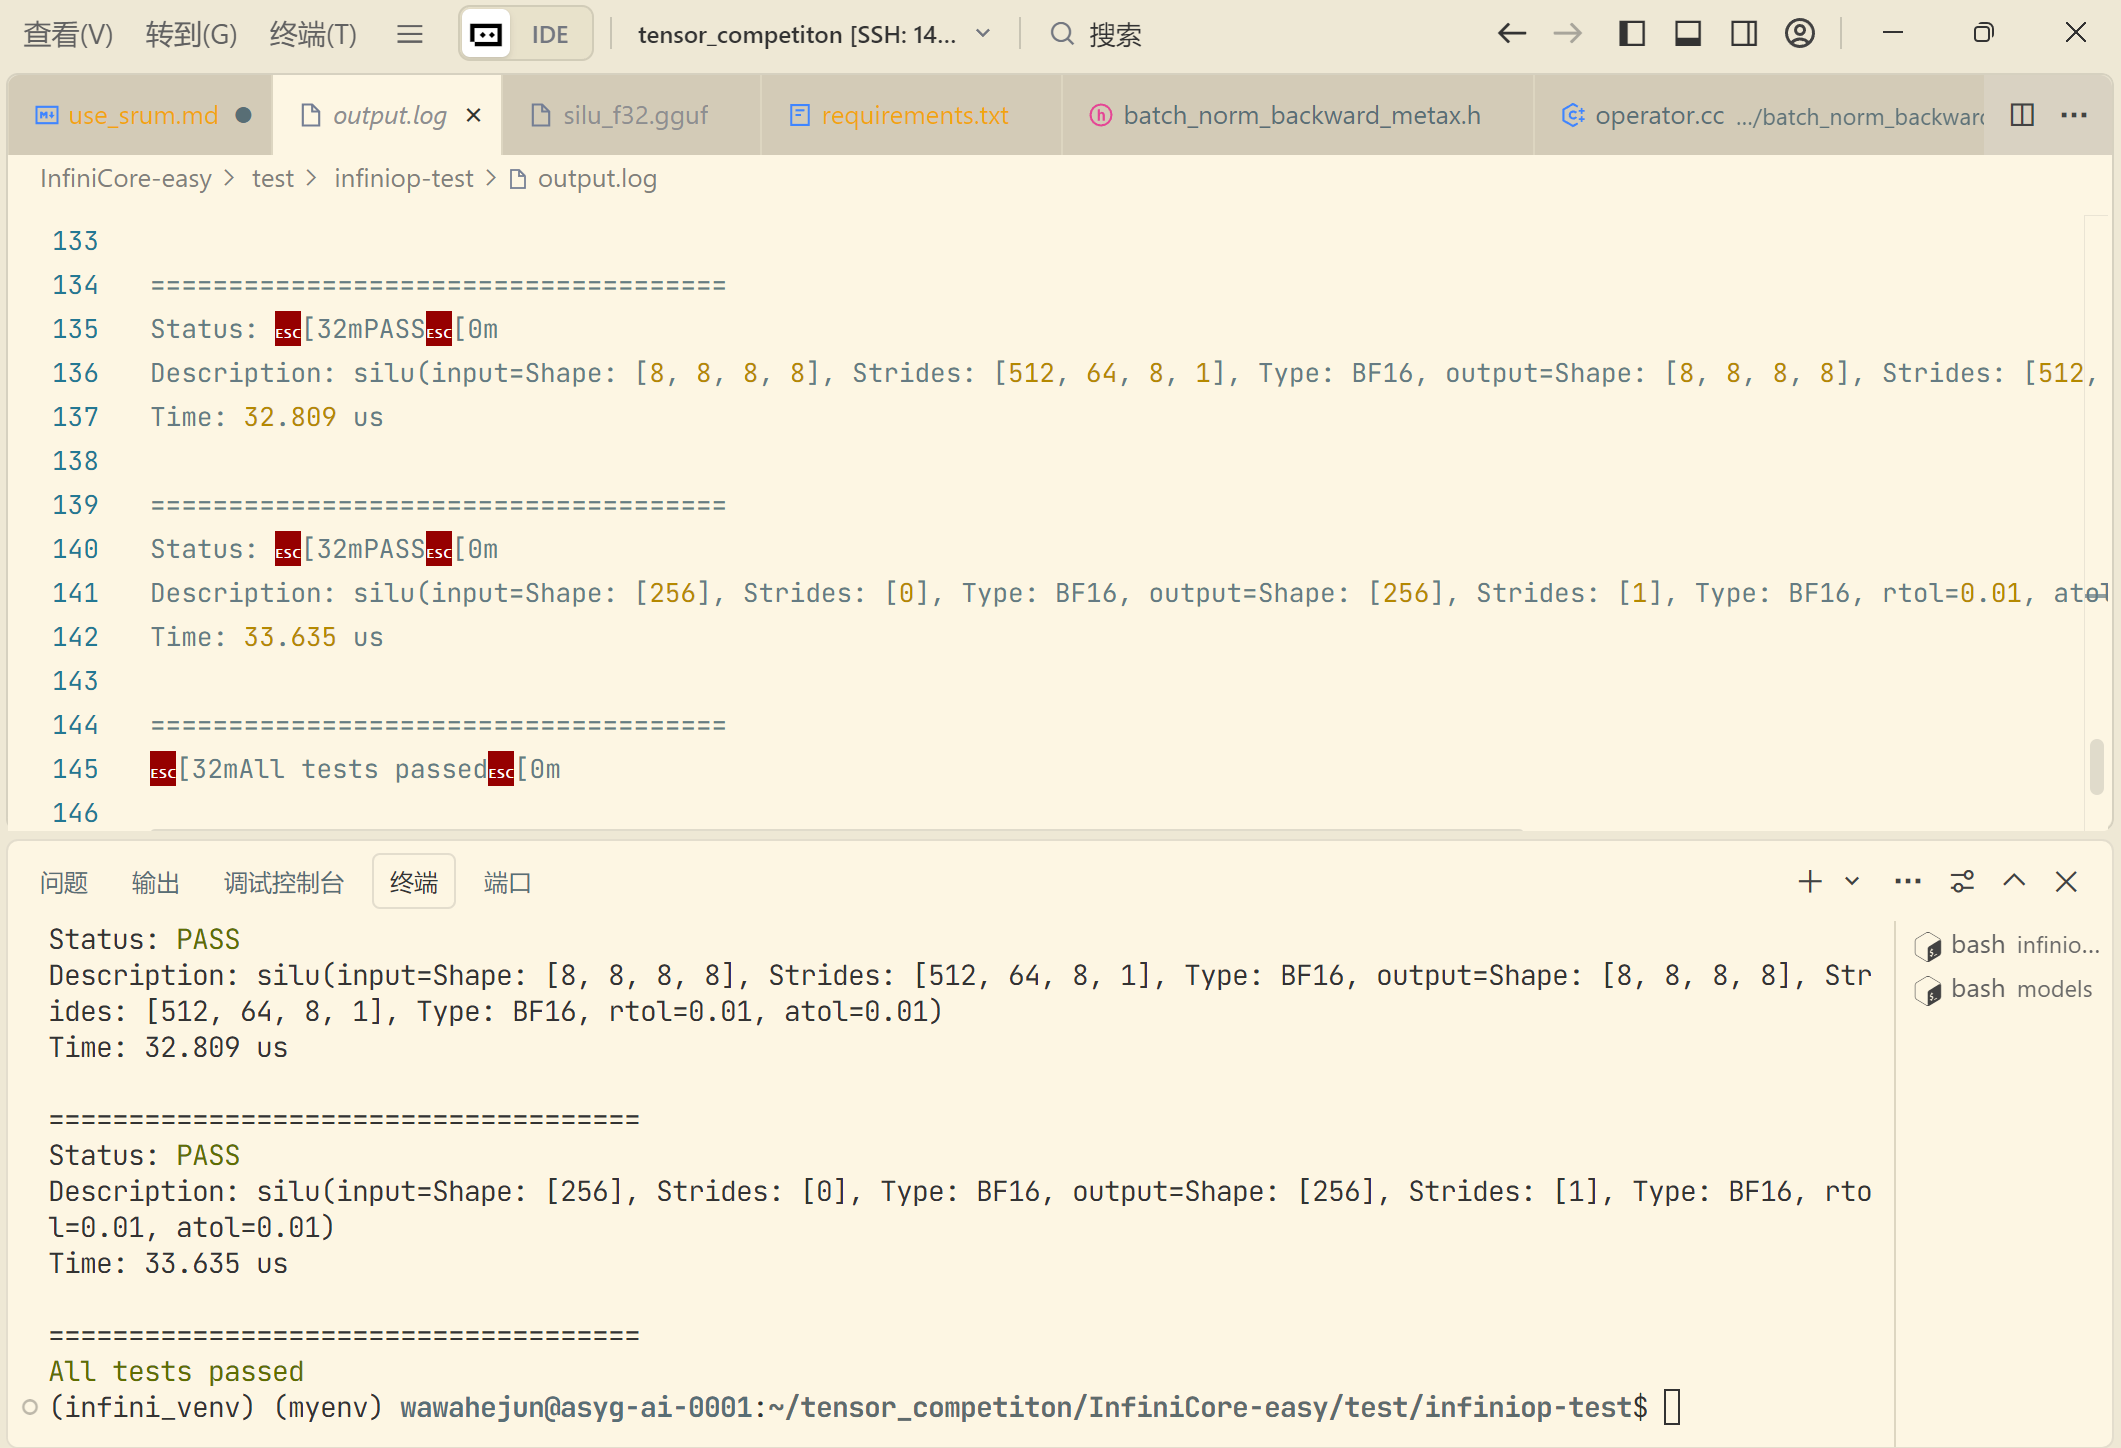 查看(V) 转到(G) 终端(T) IDE tensor_competiton [SSH: 14... 搜索
use_srum.md output.log silu_f32.gguf requirements.txt batch_norm_backward_metax.h operator.cc .../batch_norm_backward
InfiniCore-easy > test > infiniop-test > output.log
133
134 =====================================
135 Status: ESC[32mPASSESC[0m
136 Description: silu(input=Shape: [8, 8, 8, 8], Strides: [512, 64, 8, 1], Type: BF16, output=Shape: [8, 8, 8, 8], Strides: [512,
137 Time: 32.809 us
138
139 =====================================
140 Status: ESC[32mPASSESC[0m
141 Description: silu(input=Shape: [256], Strides: [0], Type: BF16, output=Shape: [256], Strides: [1], Type: BF16, rtol=0.01, atol
142 Time: 33.635 us
143
144 =====================================
145 ESC[32mAll tests passedESC[0m
146
问题 输出 调试控制台 终端 端口
Status: PASS
Description: silu(input=Shape: [8, 8, 8, 8], Strides: [512, 64, 8, 1], Type: BF16, output=Shape: [8, 8, 8, 8], Str
ides: [512, 64, 8, 1], Type: BF16, rtol=0.01, atol=0.01)
Time: 32.809 us
=====================================
Status: PASS
Description: silu(input=Shape: [256], Strides: [0], Type: BF16, output=Shape: [256], Strides: [1], Type: BF16, rto
l=0.01, atol=0.01)
Time: 33.635 us
=====================================
All tests passed
(infini_venv) (myenv) wawahejun@asyg-ai-0001:~/tensor_competiton/InfiniCore-easy/test/infiniop-test$
bash infinio...
bash models